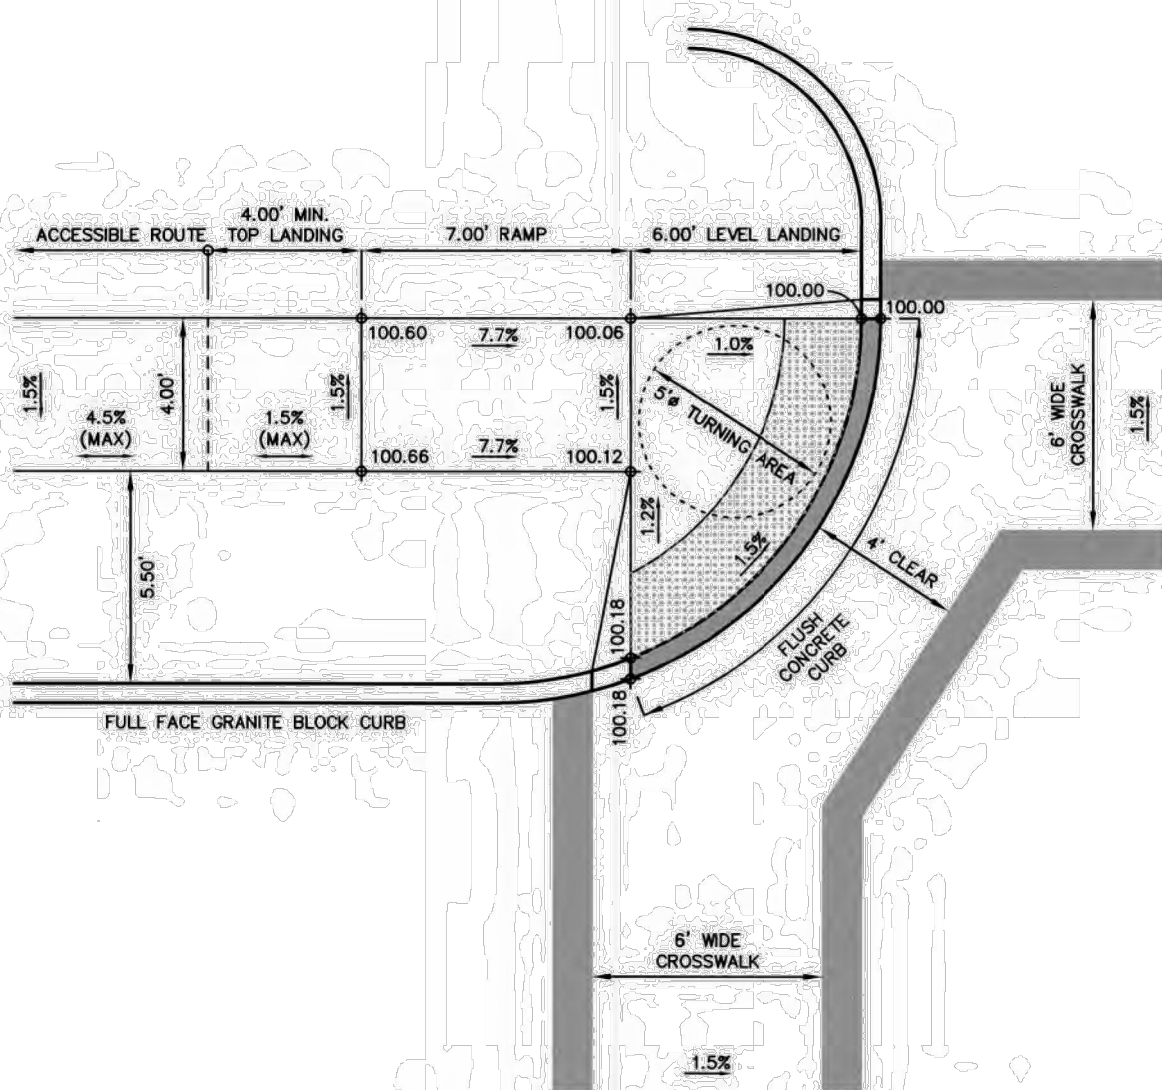 4.00' MIN.
ACCESSIBLE ROUTE
TOP LANDING
7.00' RAMP
6.00' LEVEL LANDING
100.00
100.00
100.60
7.7%
100.06
1.0%
1.5%
4.00'
1.5%
1.5%
4.5%
(MAX)
1.5%
(MAX)
5'ø TURNING AREA
6' WIDE
CROSSWALK
1.5%
100.66
7.7%
100.12
1.2%
1.5%
5.50'
4' CLEAR
100.18
FLUSH
CONCRETE
CURB
100.18
FULL FACE GRANITE BLOCK CURB
6' WIDE
CROSSWALK
1.5%